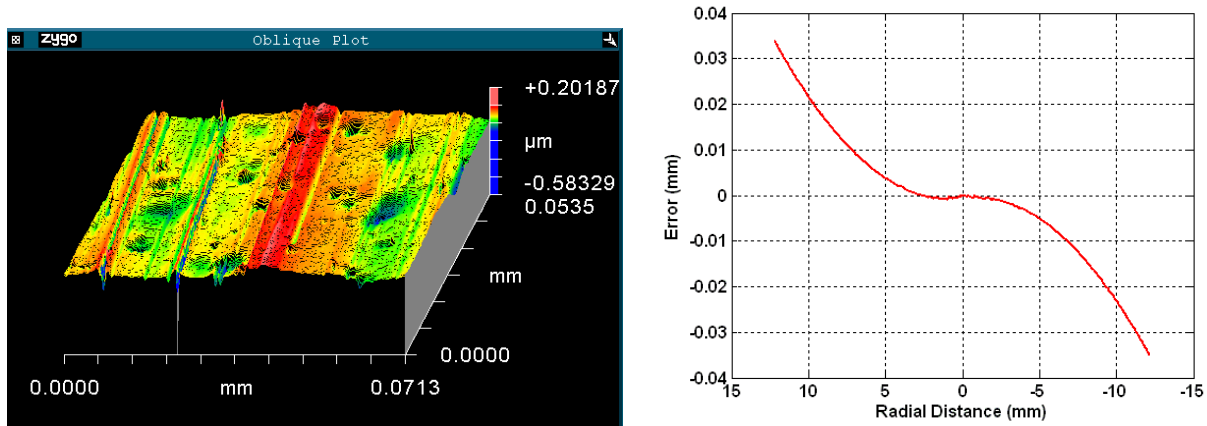 zygo Oblique Plot
+0.20187
µm
-0.58329
0.0535
mm
0.0000
0.0000 mm 0.0713
0.04
0.03
0.02
0.01
0
-0.01
-0.02
-0.03
-0.04
Error (mm)
15 10 5 0 -5 -10 -15
Radial Distance (mm)